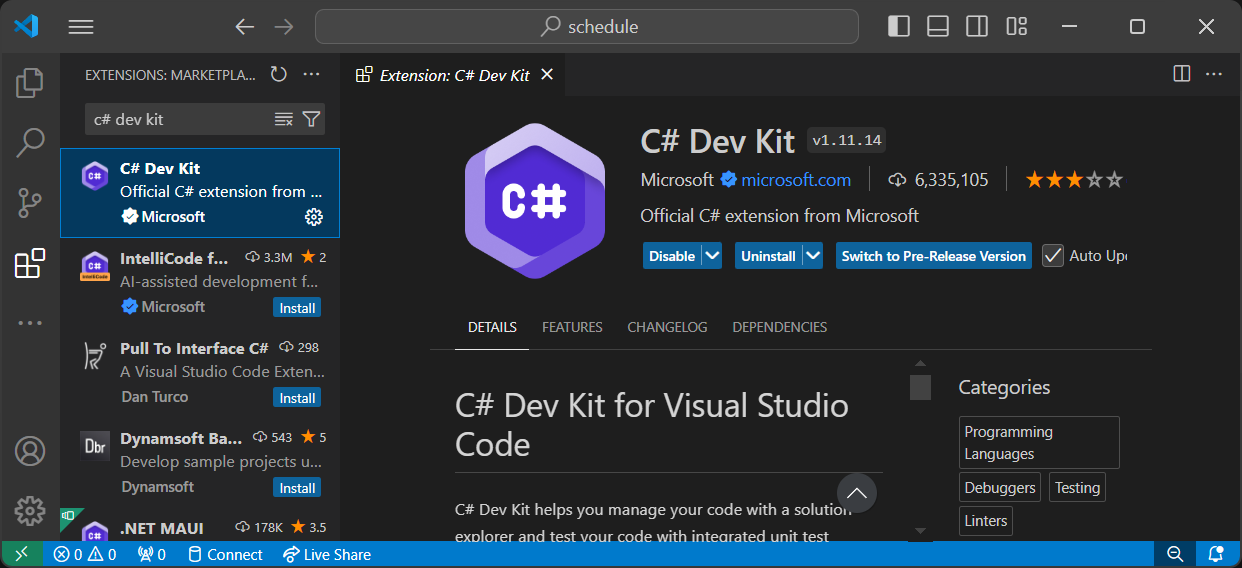 schedule
EXTENSIONS: MARKETPLA...
c# dev kit
C# Dev Kit
Official C# extension from ...
Microsoft
IntelliCode f... 3.3M 2
AI-assisted development f...
Microsoft Install
Pull To Interface C# 298
A Visual Studio Code Exten...
Dan Turco Install
Dynamsoft Ba... 543 5
Develop sample projects u...
Dynamsoft Install
.NET MAUI 178K 3.5
Extension: C# Dev Kit
C# Dev Kit v1.11.14
Microsoft microsoft.com 6,335,105
Official C# extension from Microsoft
Disable Uninstall Switch to Pre-Release Version Auto Upd
DETAILS FEATURES CHANGELOG DEPENDENCIES
C#
C# Dev Kit for Visual Studio
Code
C# Dev Kit helps you manage your code with a solution
explorer and test your code with integrated unit test
Categories
Programming
Languages
Debuggers Testing
Linters
0 0 0 Connect Live Share